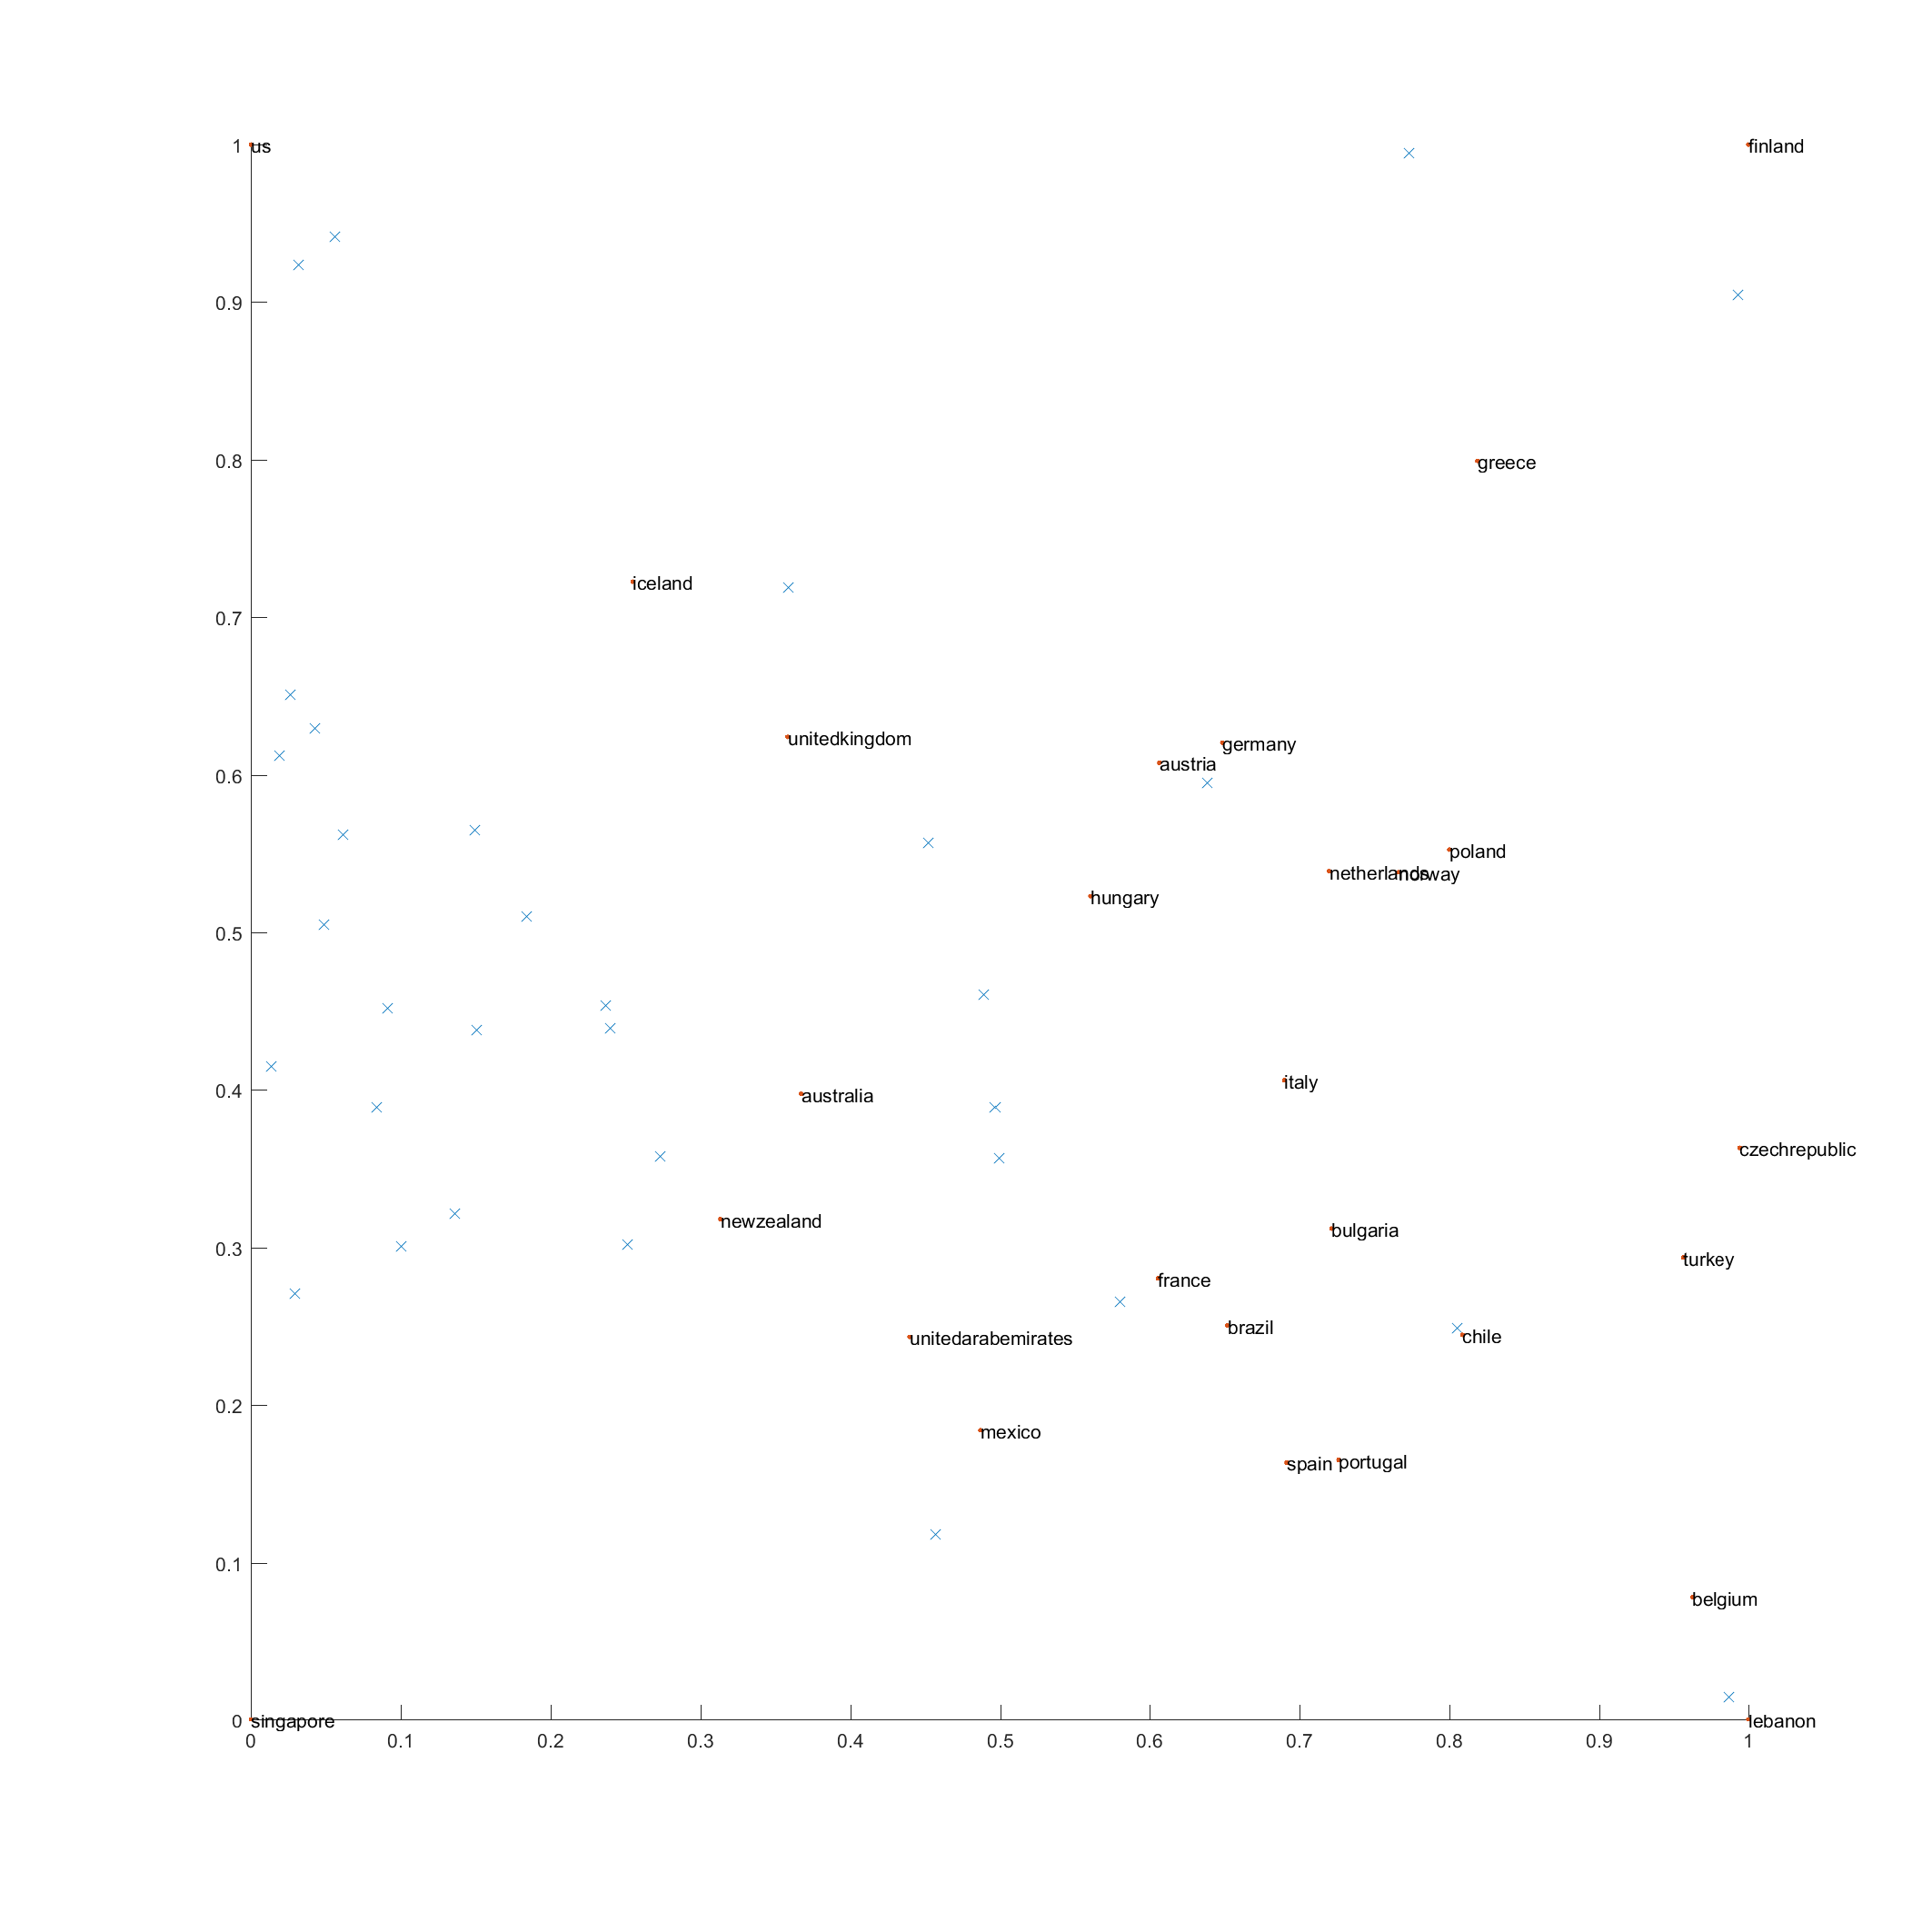 1
us
finland
0.9
0.8
greece
iceland
0.7
unitedkingdom
germany
austria
0.6
poland
netherlands
norway
hungary
0.5
0.4
italy
australia
czechrepublic
newzealand
bulgaria
0.3
turkey
france
brazil
chile
unitedarabemirates
0.2
mexico
spain
portugal
0.1
belgium
0
singapore
lebanon
0 0.1 0.2 0.3 0.4 0.5 0.6 0.7 0.8 0.9 1